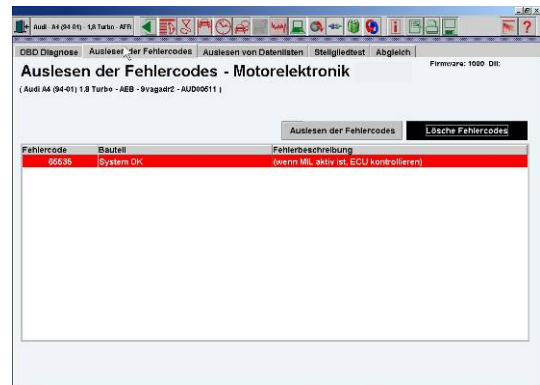 Audi A4 (94-01) 1,8 Turbo - AEB
OBD Diagnose Auslesen der Fehlercodes Auslesen von Datenlisten Stellgliedtest Abgleich
Auslesen der Fehlercodes - Motorelektronik
Firmware: 1000 DII:
( Audi A4 (94-01) 1,8 Turbo - AEB - 9vagadr2 - AUD00511 )
Auslesen der Fehlercodes Lösche Fehlercodes
Fehlercode Bauteil Fehlerbeschreibung
65535 System OK (wenn MIL aktiv ist, ECU kontrollieren)